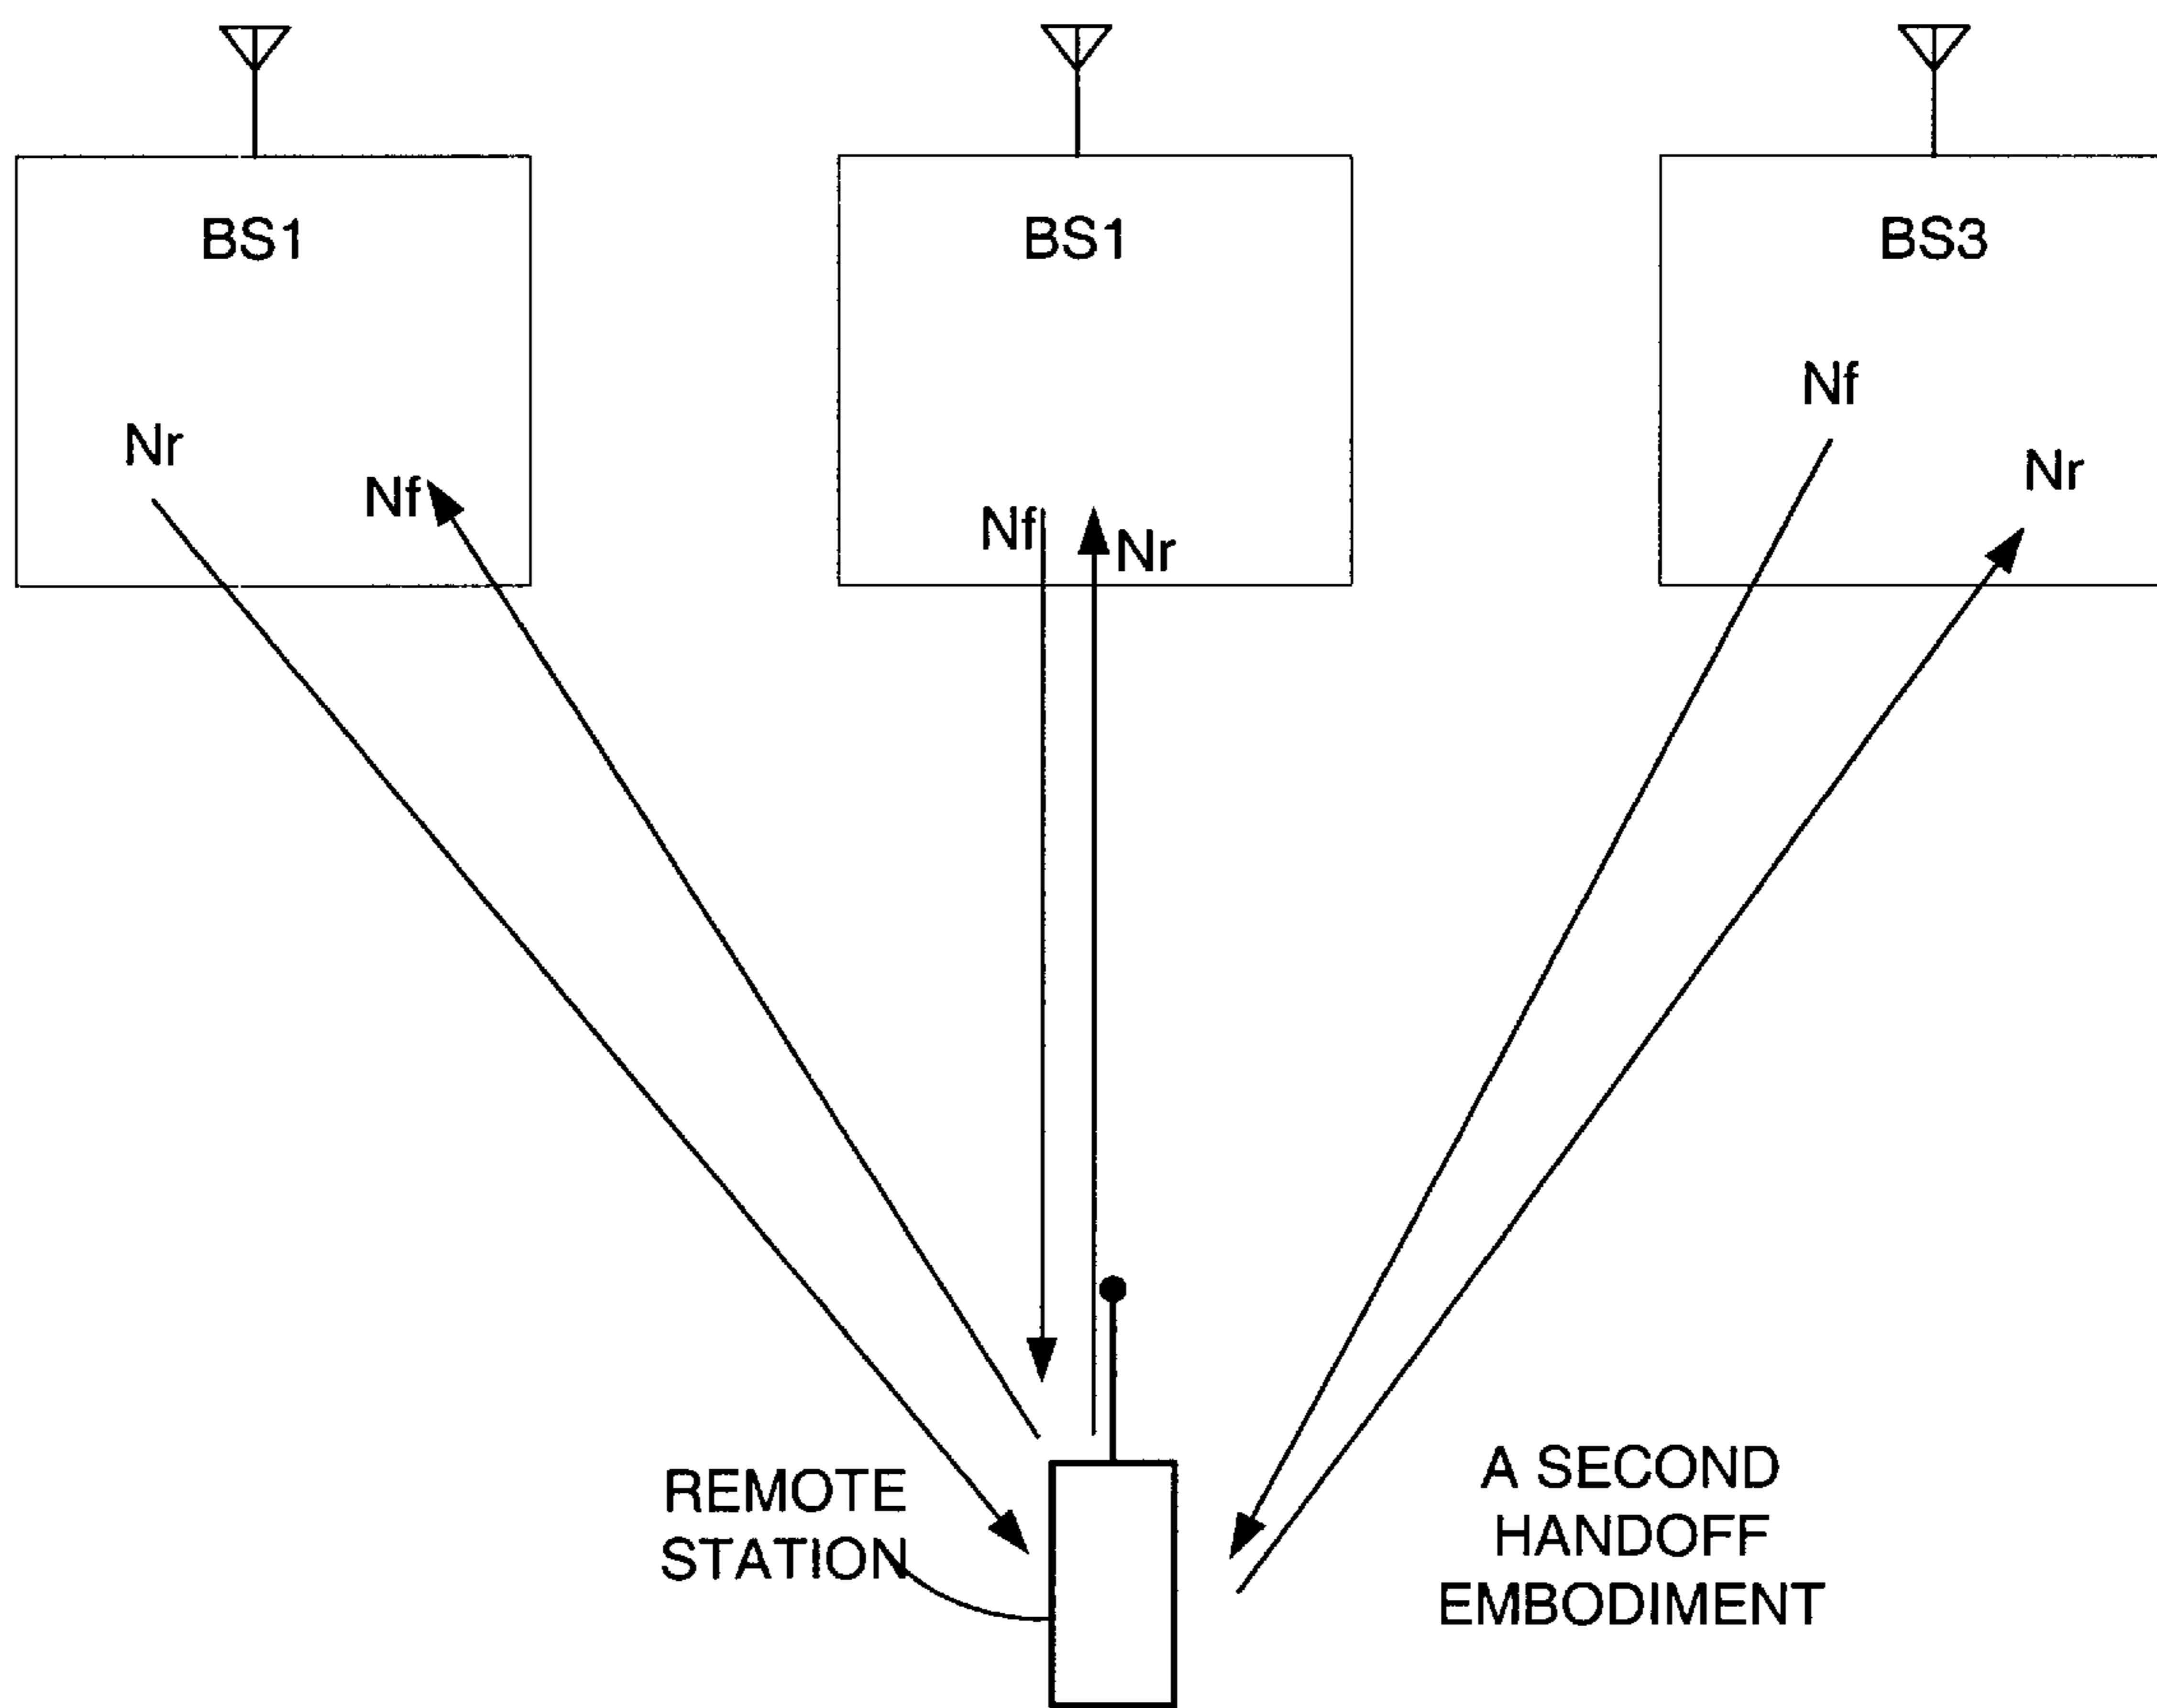 BS1
BS1
BS3
Nr
Nf
Nf
Nr
Nf
Nr
REMOTE
STATION
A SECOND
HANDOFF
EMBODIMENT